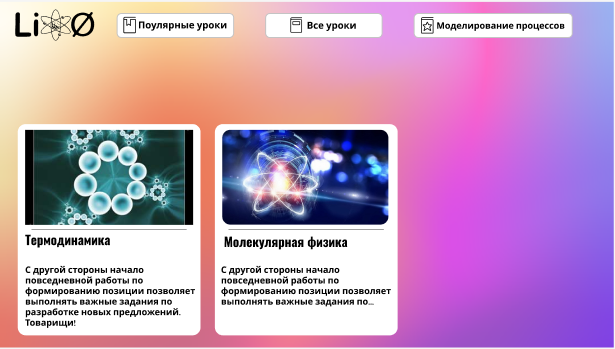 Li Ø
Поулярные уроки
Все уроки
Моделирование процессов
Термодинамика
С другой стороны начало
повседневной работы по
формированию позиции позволяет
выполнять важные задания по
разработке новых предложений.
Товарищи!
Молекулярная физика
С другой стороны начало
повседневной работы по
формированию позиции позволяет
выполнять важные задания по...